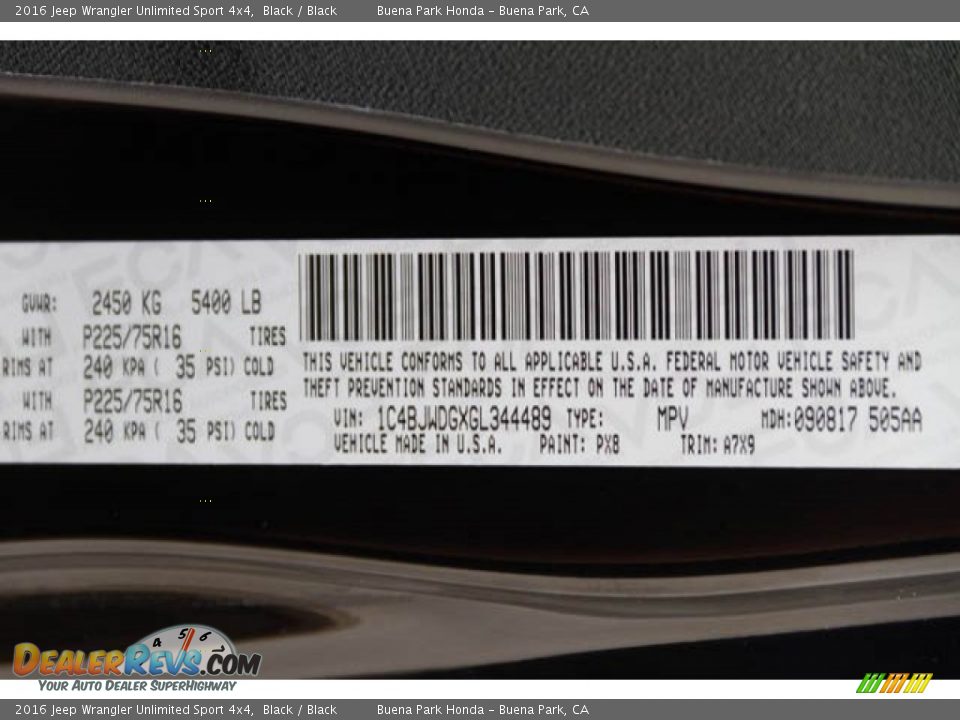 2016 Jeep Wrangler Unlimited Sport 4x4, Black / Black Buena Park Honda – Buena Park, CA
GVWR: 2450 KG 5400 LB
WITH P225/75R16 TIRES
RIMS AT 240 KPA ( 35 PSI) COLD
WITH P225/75R16 TIRES
RIMS AT 240 KPA ( 35 PSI) COLD
THIS VEHICLE CONFORMS TO ALL APPLICABLE U.S.A. FEDERAL MOTOR VEHICLE SAFETY AND
THEFT PREVENTION STANDARDS IN EFFECT ON THE DATE OF MANUFACTURE SHOWN ABOVE.
VIN: 1C4BJWDGXGL344489 TYPE: MPV MDH:090817 505AA
VEHICLE MADE IN U.S.A. PAINT: PX8 TRIM: A7X9
4 5 6
DEALERREVS.COM
YOUR AUTO DEALER SUPERHIGHWAY
2016 Jeep Wrangler Unlimited Sport 4x4, Black / Black Buena Park Honda – Buena Park, CA